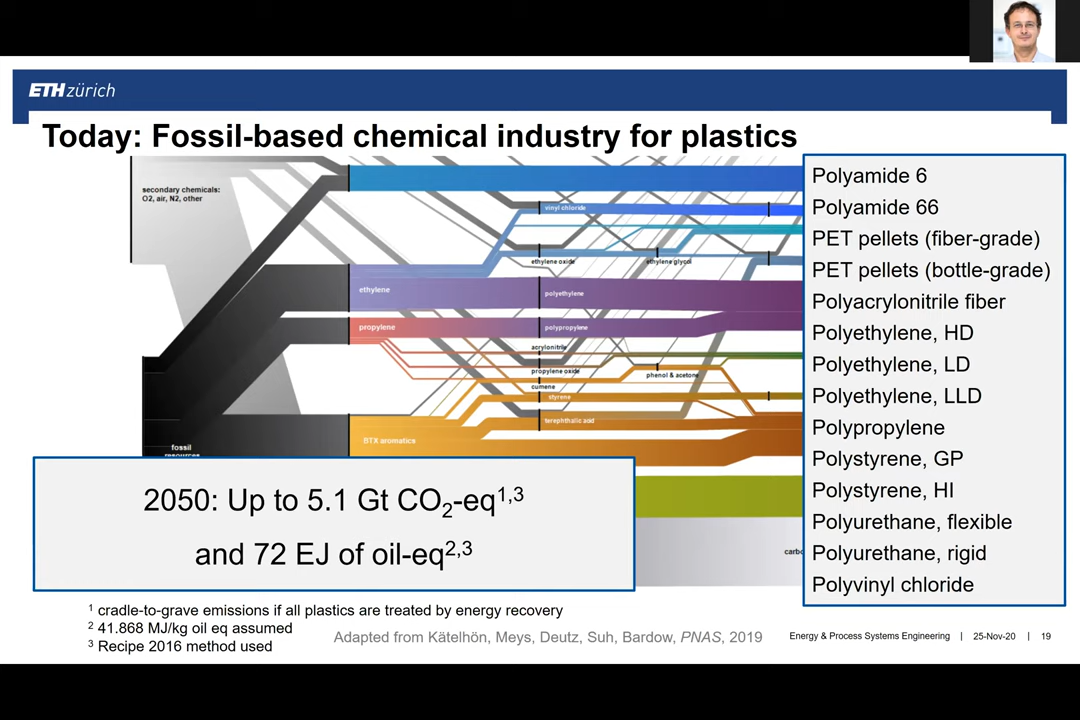 ETH zürich
Today: Fossil-based chemical industry for plastics
secondary chemicals:
O2, air, N2, other
vinyl chloride
ethylene oxide
ethylene glycol
ethylene
polyethylene
propylene
polypropylene
acrylonitrile
propylene oxide
phenol & acetone
cumene
styrene
terephthalic acid
BTX aromatics
fossil
resources
Polyamide 6
Polyamide 66
PET pellets (fiber-grade)
PET pellets (bottle-grade)
Polyacrylonitrile fiber
Polyethylene, HD
Polyethylene, LD
Polyethylene, LLD
Polypropylene
Polystyrene, GP
Polystyrene, HI
Polyurethane, flexible
Polyurethane, rigid
Polyvinyl chloride
2050: Up to 5.1 Gt CO₂-eq¹,³
and 72 EJ of oil-eq²,³
¹ cradle-to-grave emissions if all plastics are treated by energy recovery
² 41.868 MJ/kg oil eq assumed
³ Recipe 2016 method used
Adapted from Kätelhön, Meys, Deutz, Suh, Bardow, PNAS, 2019
Energy & Process Systems Engineering | 25-Nov-20 | 19